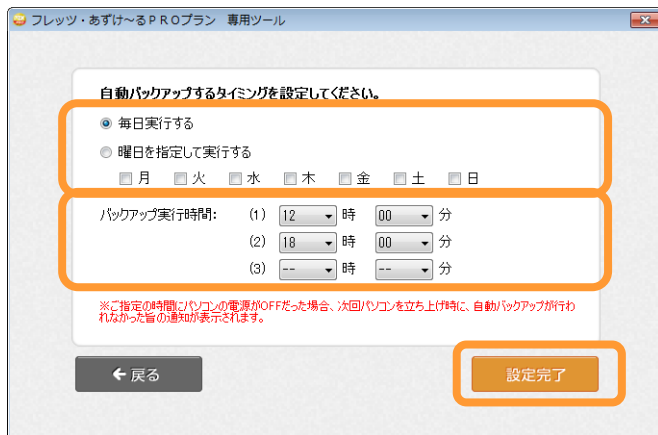 フレッツ・あずけ～るＰＲＯプラン　専用ツール
自動バックアップするタイミングを設定してください。
毎日実行する
曜日を指定して実行する
月 火 水 木 金 土 日
バックアップ実行時間: (1) 12 時 00 分
(2) 18 時 00 分
(3) -- 時 -- 分
※ご指定の時間にパソコンの電源がOFFだった場合、次回パソコンを立ち上げ時に、自動バックアップが行わ
れなかった旨の通知が表示されます。
戻る 設定完了